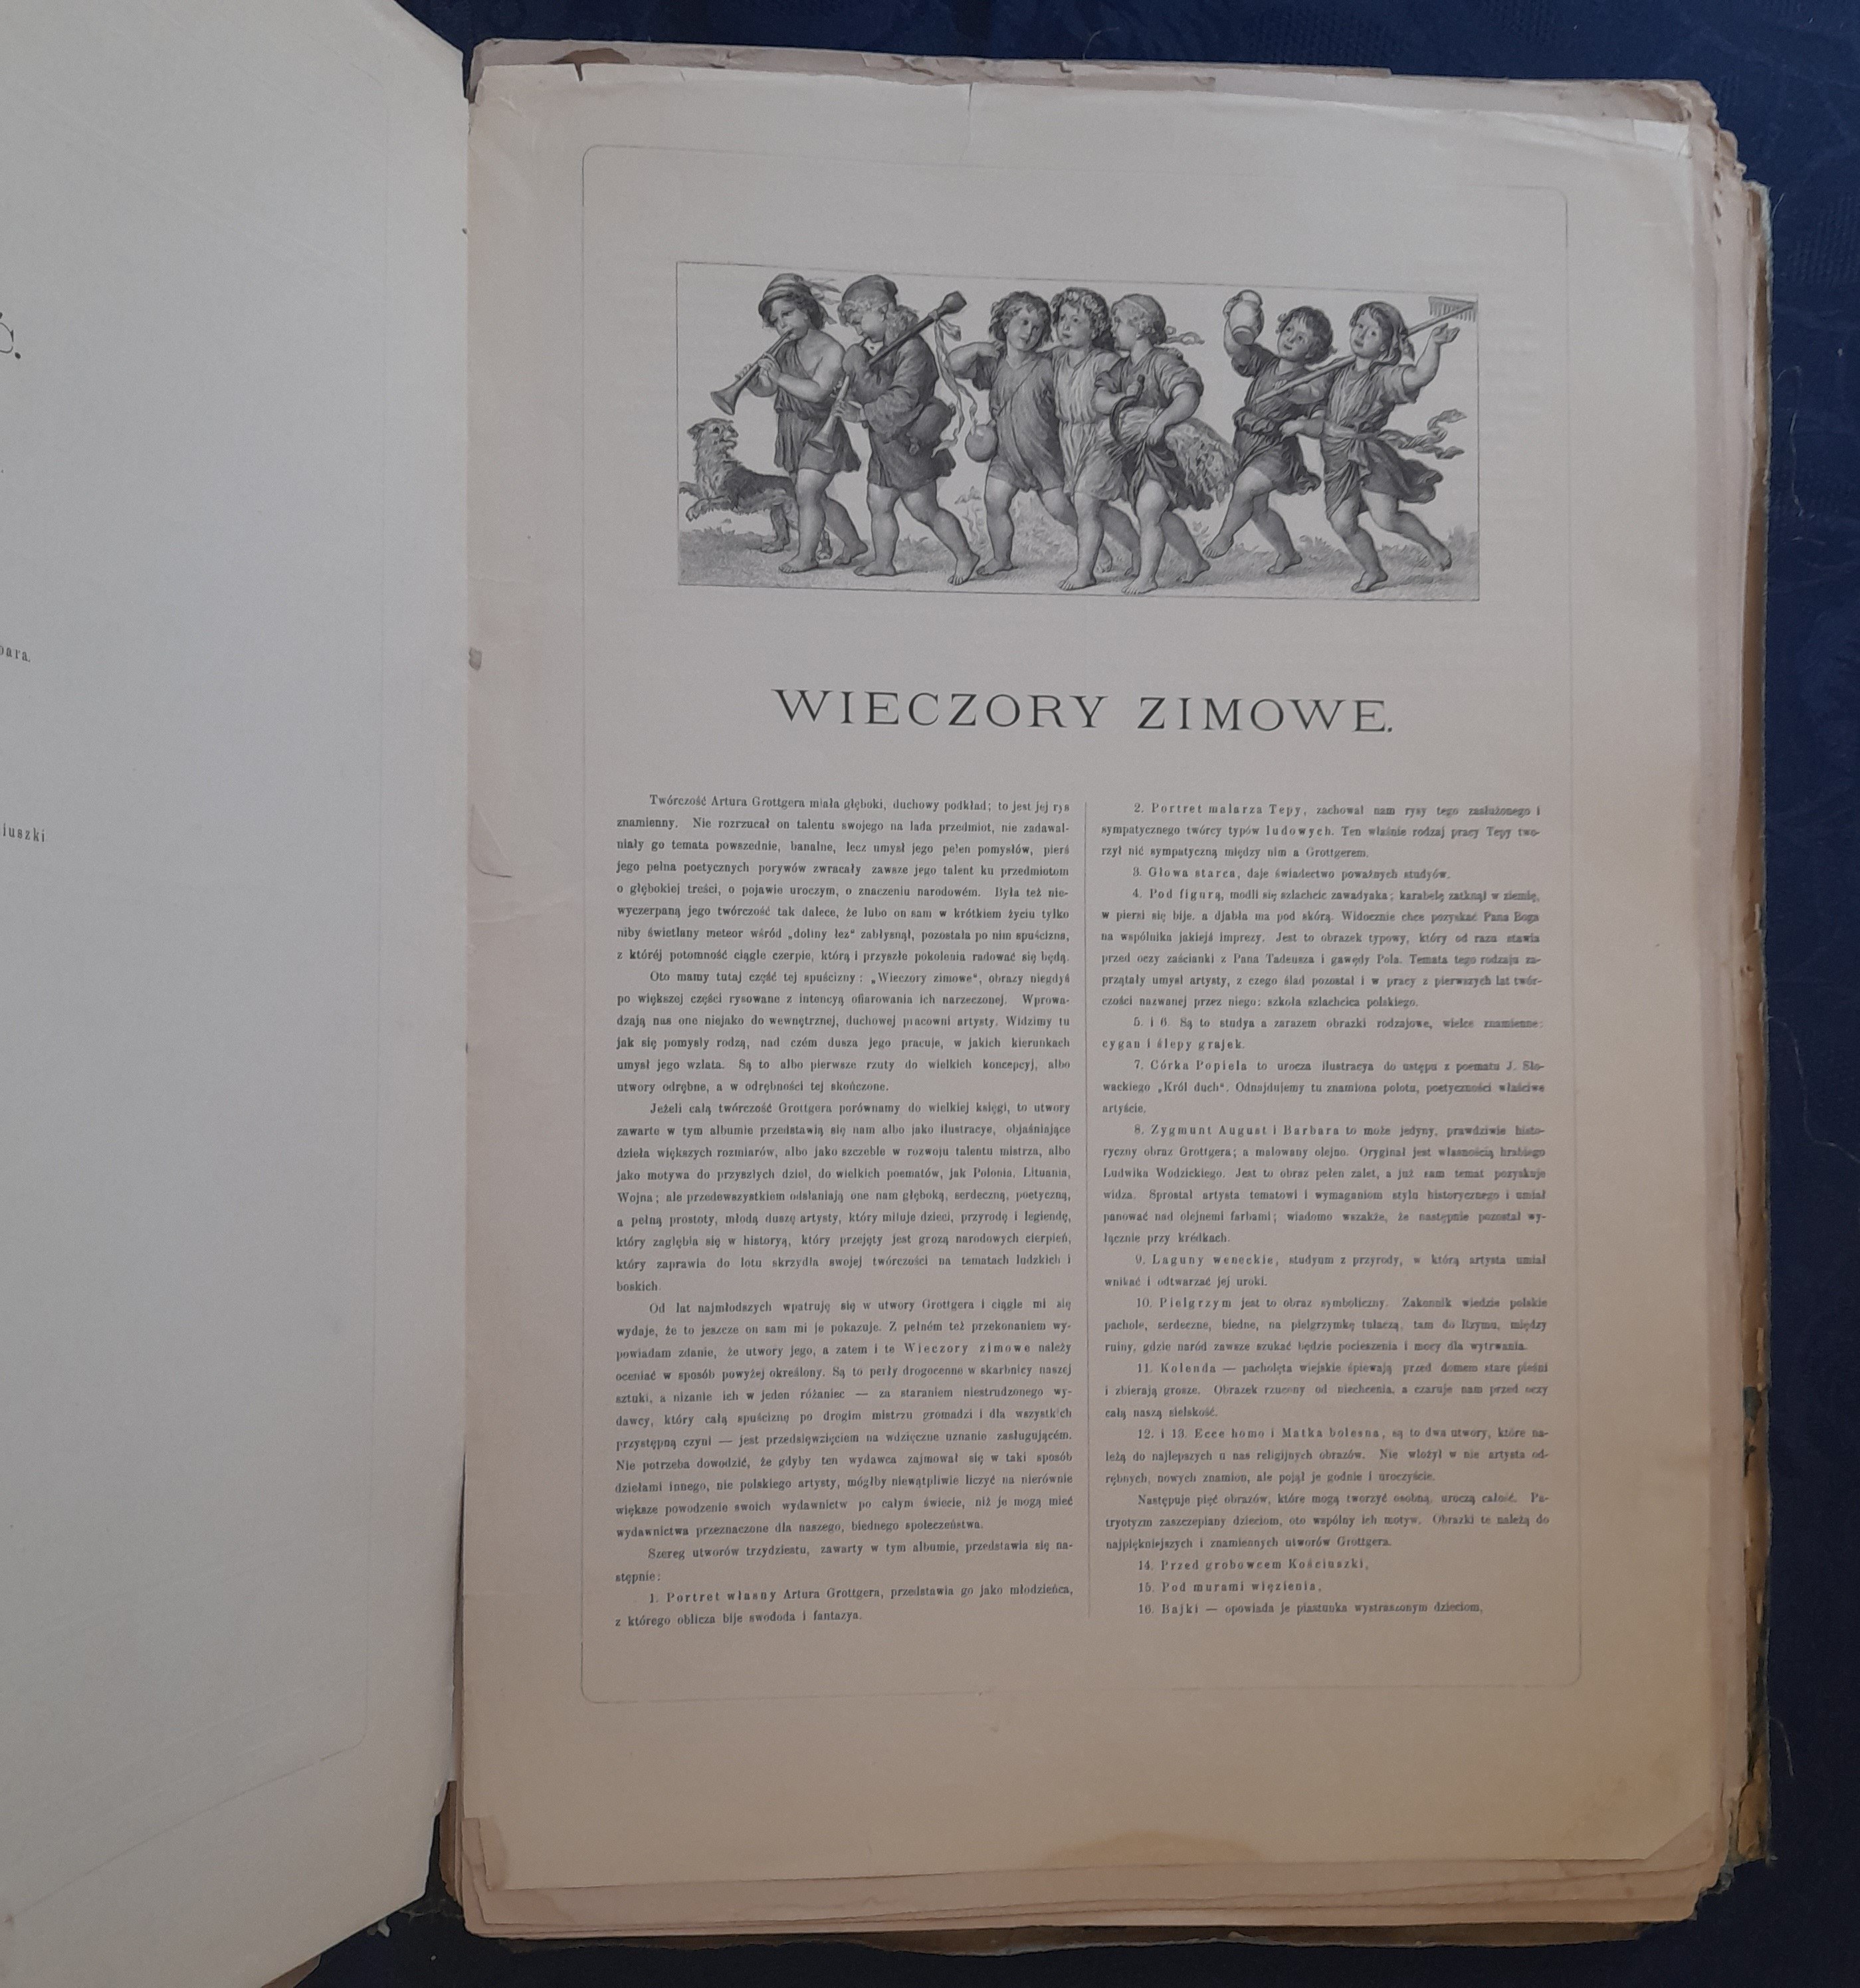 ć.
bara.
iuszki
WIECZORY ZIMOWE.
Twórczość Artura Grottgera miała głęboki, duchowy podkład; to jest jej rys
znamienny. Nie rozrzucał on talentu swojego na lada przedmiot, nie zadawal-
niały go temata powszednie, banalne, lecz umysł jego pełen pomysłów, pierś
jego pełna poetycznych porywów zwracały zawsze jego talent ku przedmiotom
o głębokiej treści, o pojawie uroczym, o znaczeniu narodowém. Była też nie-
wyczerpaną jego twórczość tak dalece, że lubo on sam w krótkiem życiu tylko
niby świetlany meteor wśród „doliny łez“ zabłysnął, pozostała po nim spuścizna,
z któréj potomność ciągle czerpie, którą i przyszłe pokolenia radować się będą.
Oto mamy tutaj część tej spuścizny: „Wieczory zimowe“, obrazy niegdyś
po większej części rysowane z intencyą ofiarowania ich narzeczonej. Wprowa-
dzają nas one niejako do wewnętrznej, duchowej pracowni artysty. Widzimy tu
jak się pomysły rodzą, nad czém dusza jego pracuje, w jakich kierunkach
umysł jego wzlata. Są to albo pierwsze rzuty do wielkich koncepcyj, albo
utwory odrębne, a w odrębności tej skończone.
Jeżeli całą twórczość Grottgera porównamy do wielkiej księgi, to utwory
zawarte w tym albumie przedstawią się nam albo jako ilustracye, objaśniające
dzieła większych rozmiarów, albo jako szczeble w rozwoju talentu mistrza, albo
jako motywa do przyszłych dzieł, do wielkich poematów, jak Polonia, Lituania,
Wojna; ale przedewszystkiem odsłaniają one nam głęboką, serdeczną, poetyczną,
a pełną prostoty, młodą duszę artysty, który miłuje dzieci, przyrodę i legiendę,
który zagłębia się w historyą, który przejęty jest grozą narodowych cierpień,
który zaprawia do lotu skrzydła swojej twórczości na tematach ludzkich i
boskich.
Od lat najmłodszych wpatruję się w utwory Grottgera i ciągle mi się
wydaje, że to jeszcze on sam mi je pokazuje. Z pełném też przekonaniem wy-
powiadam zdanie, że utwory jego, a zatem i te Wieczory zimowe należy
oceniać w sposób powyżej określony. Są to perły drogocenne w skarbnicy naszej
sztuki, a nizanie ich w jeden różaniec — za staraniem niestrudzonego wy-
dawcy, który całą spuściznę po drogim mistrzu gromadzi i dla wszystkich
przystępną czyni — jest przedsięwzięciem na wdzięczne uznanie zasługującém.
Nie potrzeba dowodzić, że gdyby ten wydawca zajmował się w taki sposób
dziełami innego, nie polskiego artysty, mógłby niewątpliwie liczyć na nierównie
większe powodzenie swoich wydawnictw po całym świecie, niż je mogą mieć
wydawnictwa przeznaczone dla naszego, biednego społeczeństwa.
Szereg utworów trzydziestu, zawarty w tym albumie, przedstawia się na-
stępnie:
1. Portret własny Artura Grottgera, przedstawia go jako młodzieńca,
z którego oblicza bije swododa i fantazya.
2. Portret malarza Tepy, zachował nam rysy tego zasłużonego i
sympatycznego twórcy typów ludowych. Ten właśnie rodzaj pracy Tepy two-
rzył nić sympatyczną między nim a Grottgerem.
3. Głowa starca, daje świadectwo poważnych studyów.
4. Pod figurą, modli się szlachcic zawadyaka; karabelę zatknął w ziemię,
w piersi się bije, a djabła ma pod skórą. Widocznie chce pozyskać Pana Boga
na wspólnika jakiejś imprezy. Jest to obrazek typowy, który od razu stawia
przed oczy zaścianki z Pana Tadeusza i gawędy Pola. Temata tego rodzaju za-
przątały umysł artysty, z czego ślad pozostał i w pracy z pierwszych lat twór-
czości nazwanej przez niego: szkoła szlachcica polskiego.
5. i 6. Są to studya a zarazem obrazki rodzajowe, wielce znamienne:
cygan i ślepy grajek.
7. Córka Popiela to urocza ilustracya do ustępu z poematu J. Sło-
wackiego „Król duch“. Odnajdujemy tu znamiona polotu, poetyczności właściwe
artyście.
8. Zygmunt August i Barbara to może jedyny, prawdziwie histo-
ryczny obraz Grottgera; a malowany olejno. Oryginał jest własnością hrabiego
Ludwika Wodzickiego. Jest to obraz pełen zalet, a już sam temat pozyskuje
widza. Sprostał artysta tematowi i wymaganiom stylu historycznego i umiał
panować nad olejnemi farbami; wiadomo wszakże, że następnie pozostał wy-
łącznie przy krédkach.
9. Laguny weneckie, studyum z przyrody, w którą artysta umiał
wnikać i odtwarzać jej uroki.
10. Pielgrzym jest to obraz symboliczny. Zakonnik wiedzie polskie
pacholę, serdeczne, biedne, na pielgrzymkę tułaczą, tam do Rzymu, między
ruiny, gdzie naród zawsze szukać będzie pocieszenia i mocy dla wytrwania.
11. Kolenda — pacholęta wiejskie śpiewają przed domem stare pieśni
i zbierają grosze. Obrazek rzucony od niechcenia, a czaruje nam przed oczy
całą naszą sielskość.
12. i 13. Ecce homo i Matka bolesna, są to dwa utwory, które na-
leżą do najlepszych u nas religijnych obrazów. Nie włożył w nie artysta od-
rębnych, nowych znamion, ale pojął je godnie i uroczyście.
Następuje pięć obrazów, które mogą tworzyć osobną, uroczą całość. Pa-
tryotyzm zaszczepiany dzieciom, oto wspólny ich motyw. Obrazki te należą do
najpiękniejszych i znamiennych utworów Grottgera.
14. Przed grobowcem Kościuszki,
15. Pod murami więzienia,
16. Bajki — opowiada je piastunka wystraszonym dzieciom,